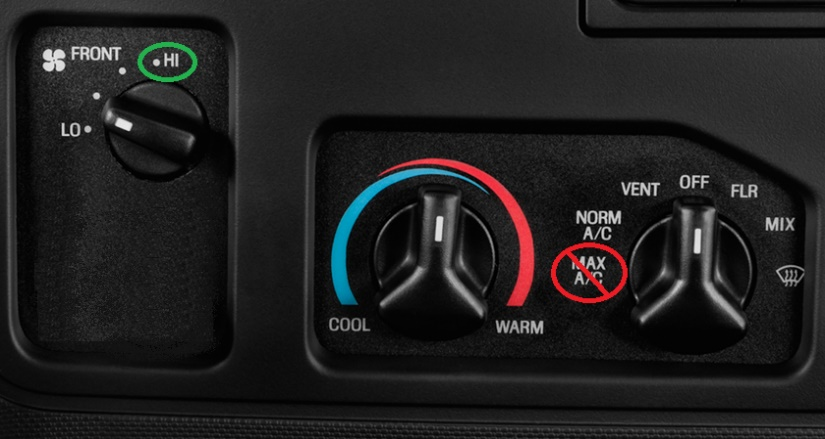 FRONT
HI
LO
COOL
WARM
MAX
A/C
NORM
A/C
VENT
OFF
FLR
MIX